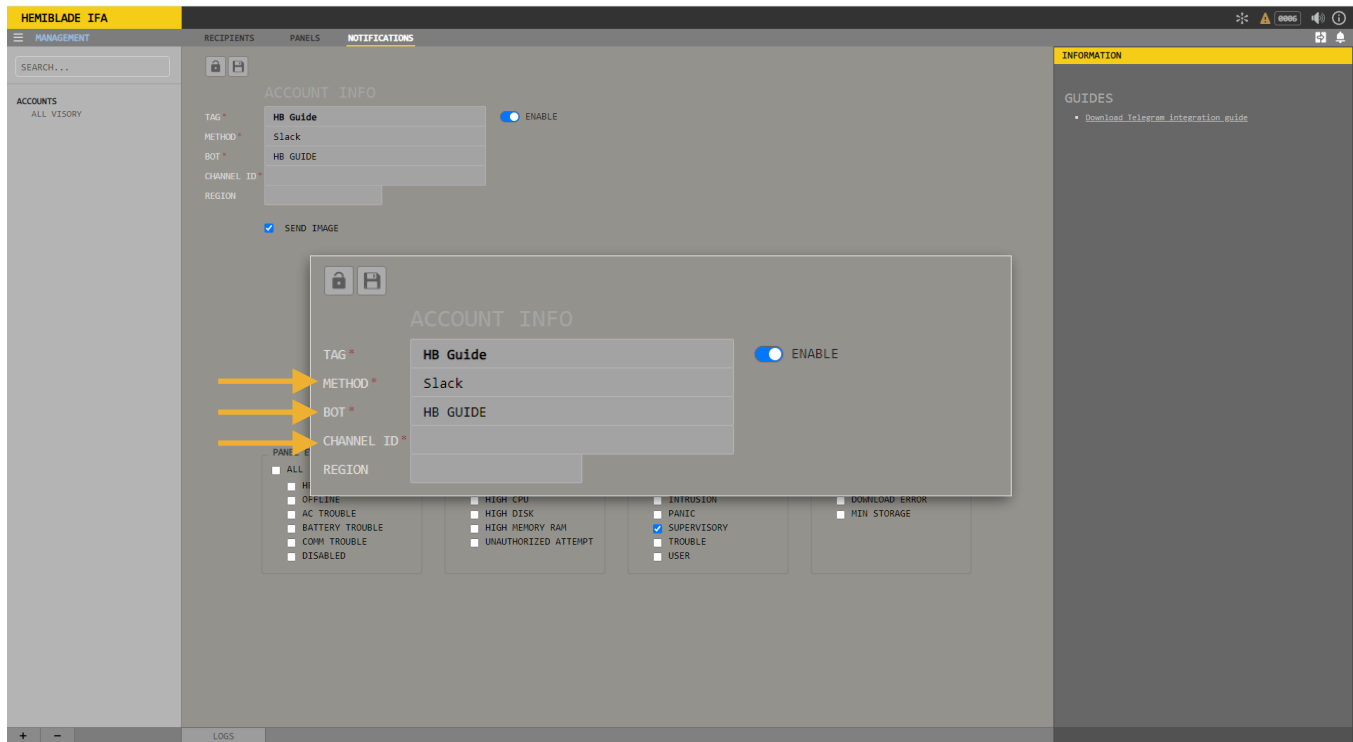 HEMIBLADE IFA
0006
MANAGEMENT
RECIPIENTS PANELS NOTIFICATIONS
SEARCH...
ACCOUNTS
ALL VISORY
ACCOUNT INFO
TAG * HB Guide ENABLE
METHOD * Slack
BOT * HB GUIDE
CHANNEL ID *
REGION
SEND IMAGE
ACCOUNT INFO
TAG * HB Guide ENABLE
METHOD * Slack
BOT * HB GUIDE
CHANNEL ID *
REGION
ALL
OFFLINE
AC TROUBLE
BATTERY TROUBLE
COMM TROUBLE
DISABLED
HIGH CPU
HIGH DISK
HIGH MEMORY RAM
UNAUTHORIZED ATTEMPT
INTRUSION
PANIC
SUPERVISORY
TROUBLE
USER
DOWNLOAD ERROR
MIN STORAGE
INFORMATION
GUIDES
Download Telegram integration guide
+ − LOGS